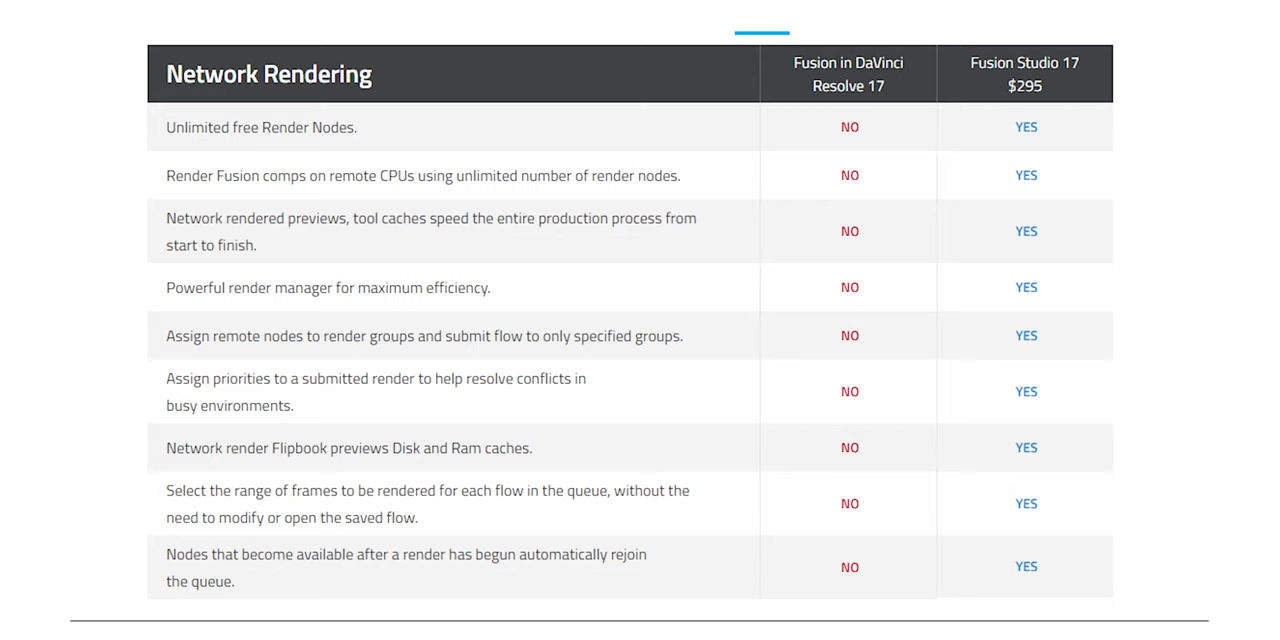 Network Rendering
Fusion in DaVinci
Resolve 17
Fusion Studio 17
$295
Unlimited free Render Nodes.
NO
YES
Render Fusion comps on remote CPUs using unlimited number of render nodes.
NO
YES
Network rendered previews, tool caches speed the entire production process from
start to finish.
NO
YES
Powerful render manager for maximum efficiency.
NO
YES
Assign remote nodes to render groups and submit flow to only specified groups.
NO
YES
Assign priorities to a submitted render to help resolve conflicts in
busy environments.
NO
YES
Network render Flipbook previews Disk and Ram caches.
NO
YES
Select the range of frames to be rendered for each flow in the queue, without the
need to modify or open the saved flow.
NO
YES
Nodes that become available after a render has begun automatically rejoin
the queue.
NO
YES